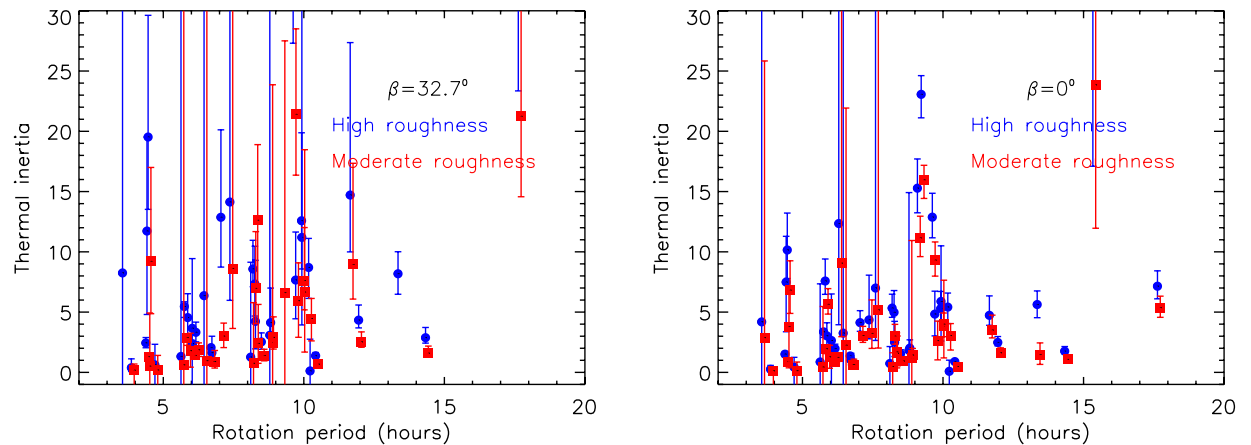 30
25
20
15
10
5
0
Thermal inertia
β=32.7°
High roughness
Moderate roughness
5 10 15 20
Rotation period (hours)
30
25
20
15
10
5
0
Thermal inertia
β=0°
High roughness
Moderate roughness
5 10 15 20
Rotation period (hours)